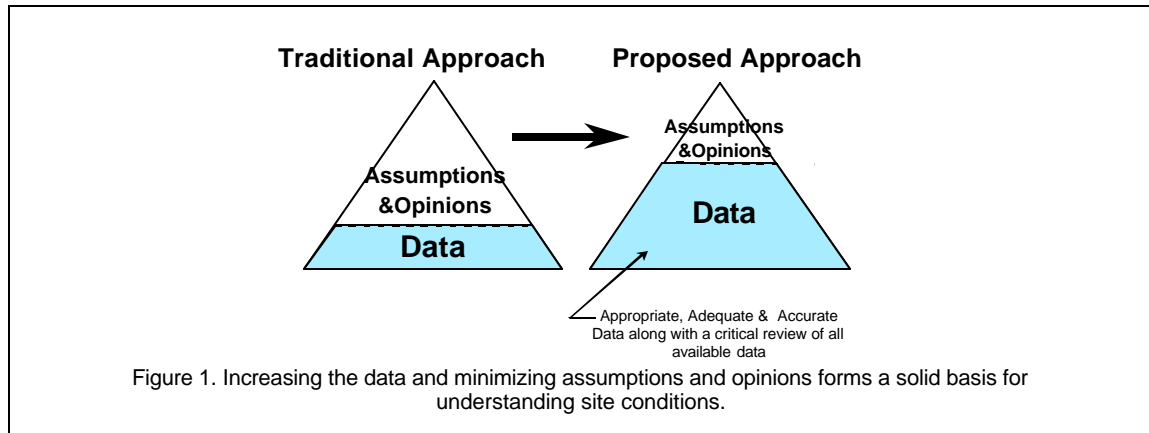 Traditional Approach
Proposed Approach
Assumptions
&Opinions
Data
Assumptions
&Opinions
Data
Appropriate, Adequate & Accurate
Data along with a critical review of all
available data
Figure 1. Increasing the data and minimizing assumptions and opinions forms a solid basis for
understanding site conditions.